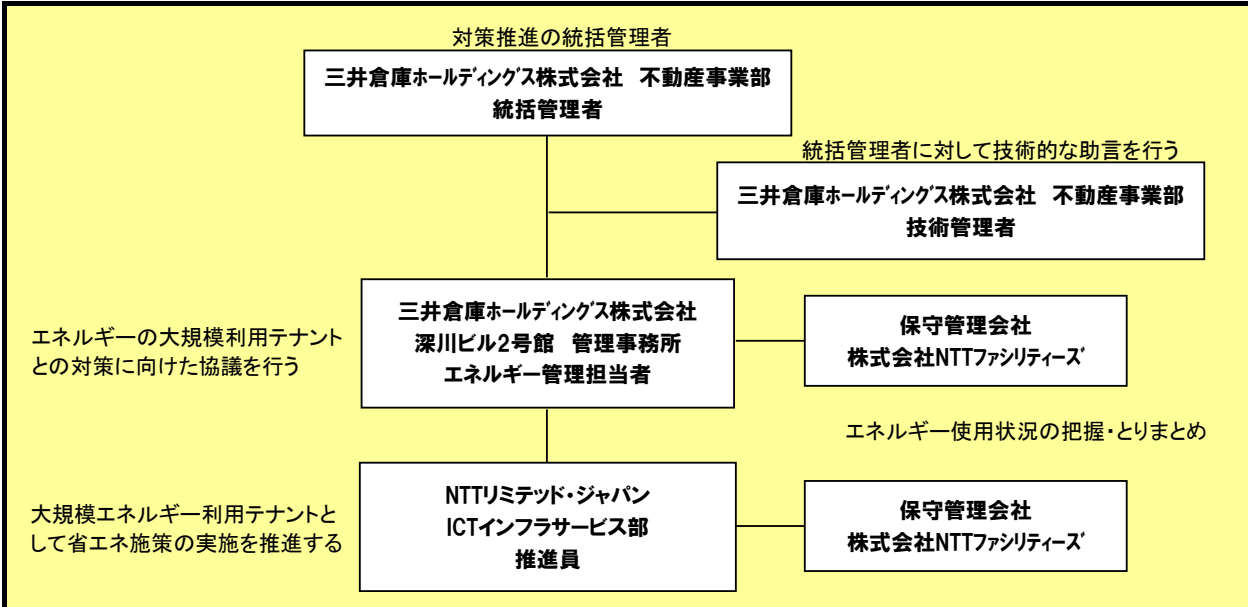 対策推進の統括管理者
三井倉庫ホールディングス株式会社　不動産事業部
統括管理者
統括管理者に対して技術的な助言を行う
三井倉庫ホールディングス株式会社　不動産事業部
技術管理者
エネルギーの大規模利用テナント
との対策に向けた協議を行う
三井倉庫ホールディングス株式会社
深川ビル2号館　管理事務所
エネルギー管理担当者
保守管理会社
株式会社NTTファシリティーズ
エネルギー使用状況の把握・とりまとめ
大規模エネルギー利用テナントと
して省エネ施策の実施を推進する
NTTリミテッド・ジャパン
ICTインフラサービス部
推進員
保守管理会社
株式会社NTTファシリティーズ